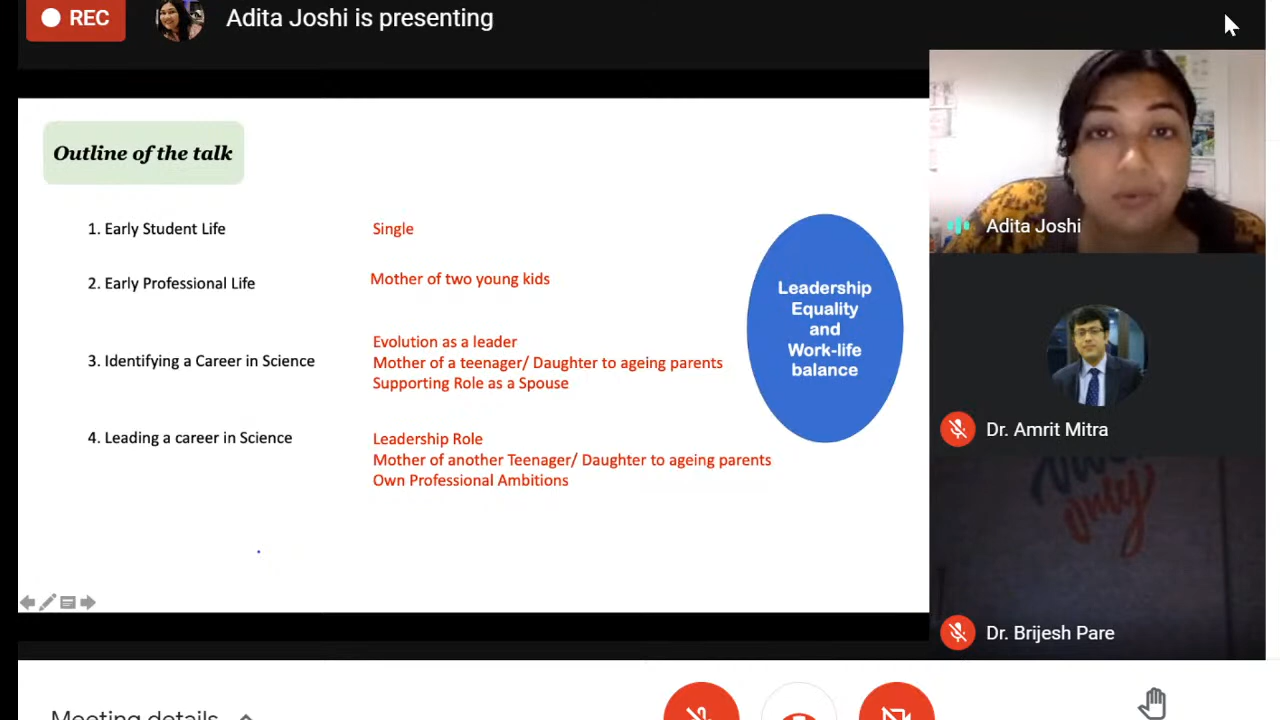 REC
Adita Joshi is presenting
Outline of the talk
1. Early Student Life
Single
2. Early Professional Life
Mother of two young kids
3. Identifying a Career in Science
Evolution as a leader
Mother of a teenager/ Daughter to ageing parents
Supporting Role as a Spouse
4. Leading a career in Science
Leadership Role
Mother of another Teenager/ Daughter to ageing parents
Own Professional Ambitions
Leadership
Equality
and
Work-life
balance
Adita Joshi
Dr. Amrit Mitra
only
Dr. Brijesh Pare
Meeting details